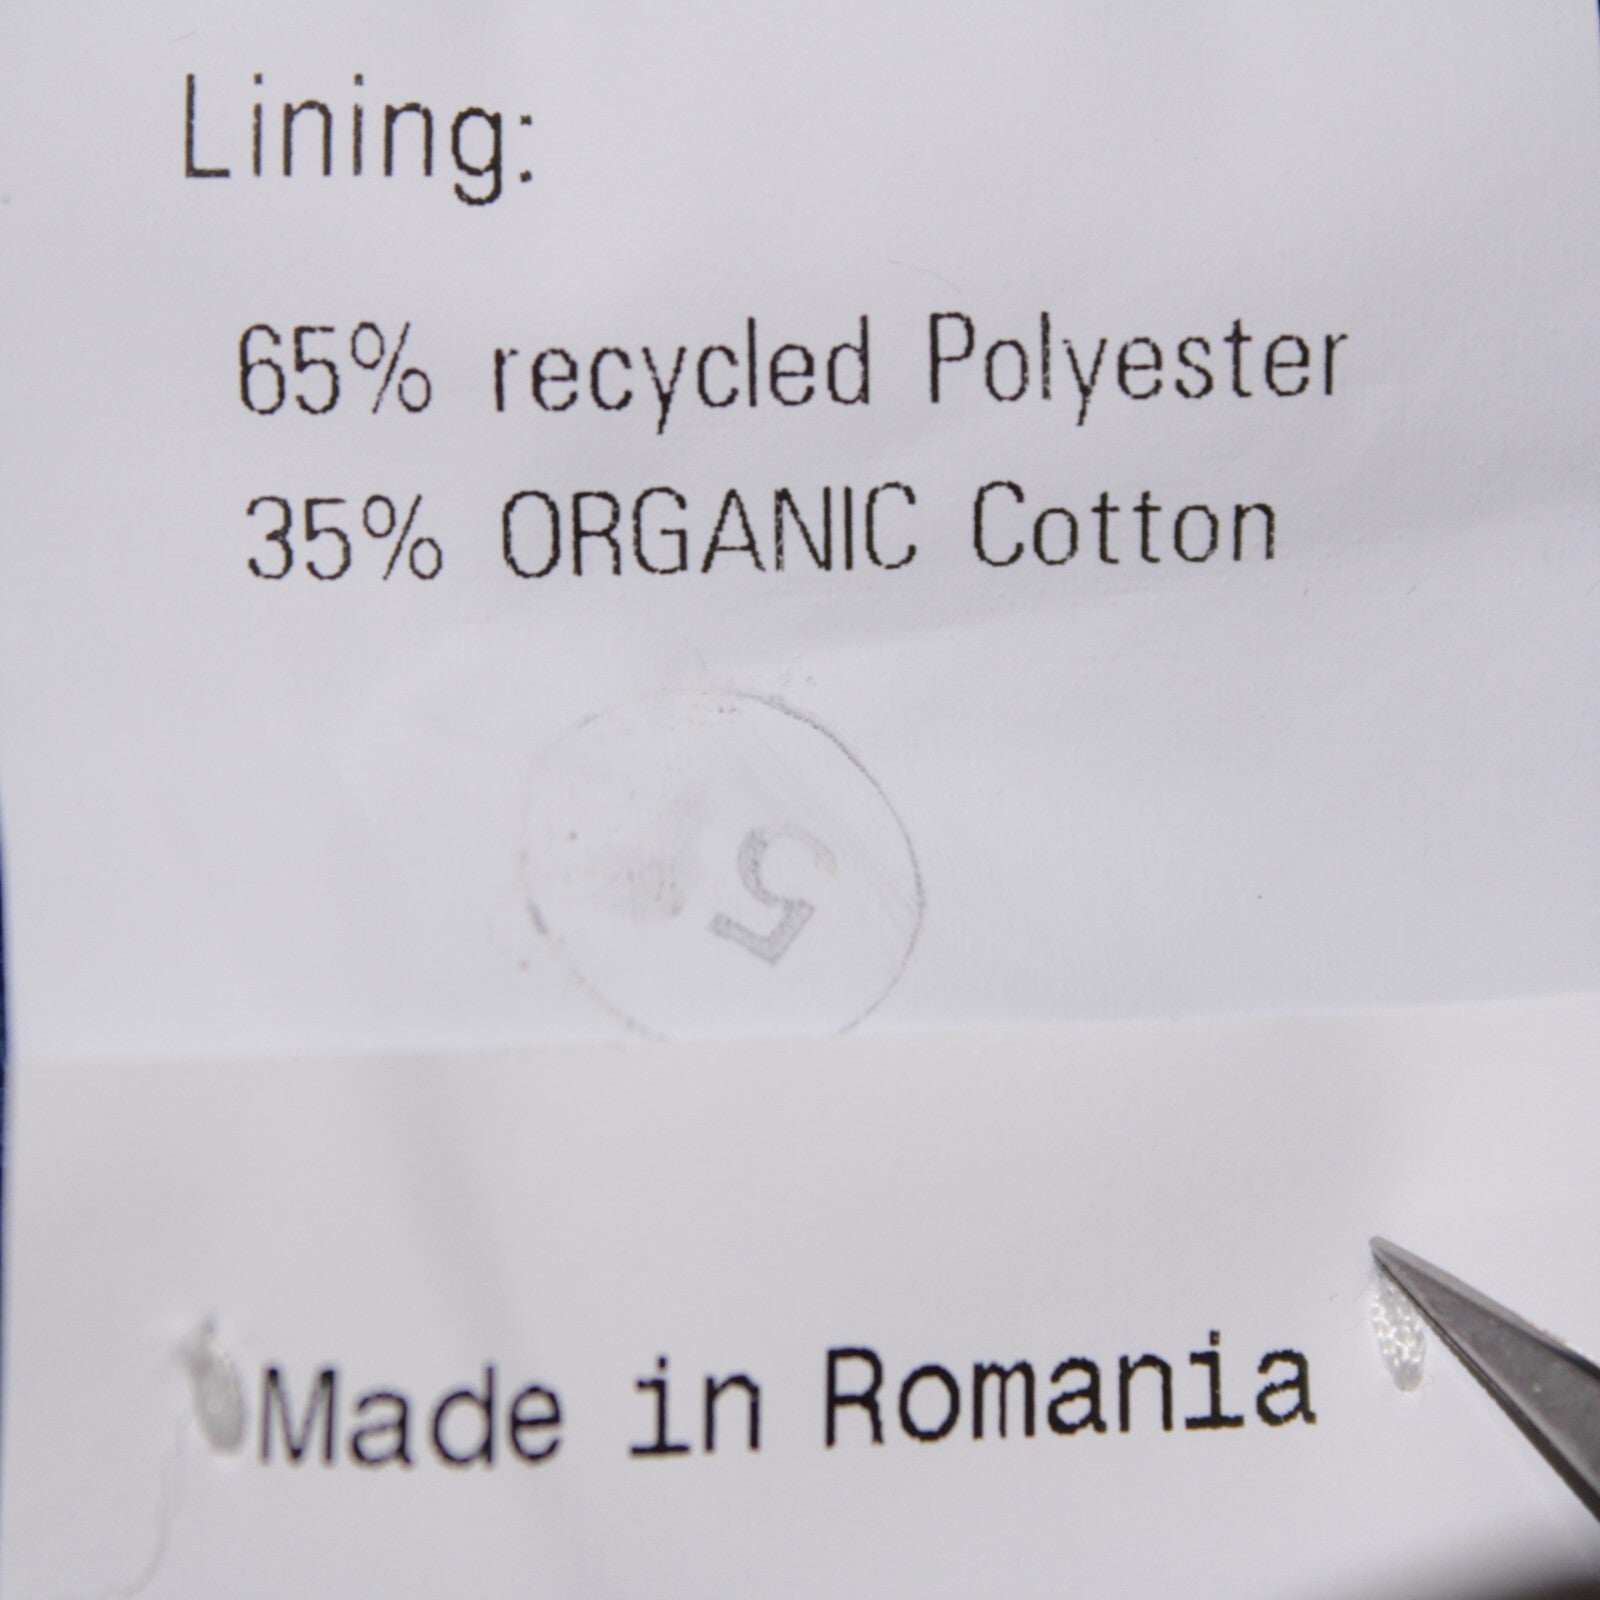 Lining:
65% recycled Polyester
35% ORGANIC Cotton
5
Made in Romania